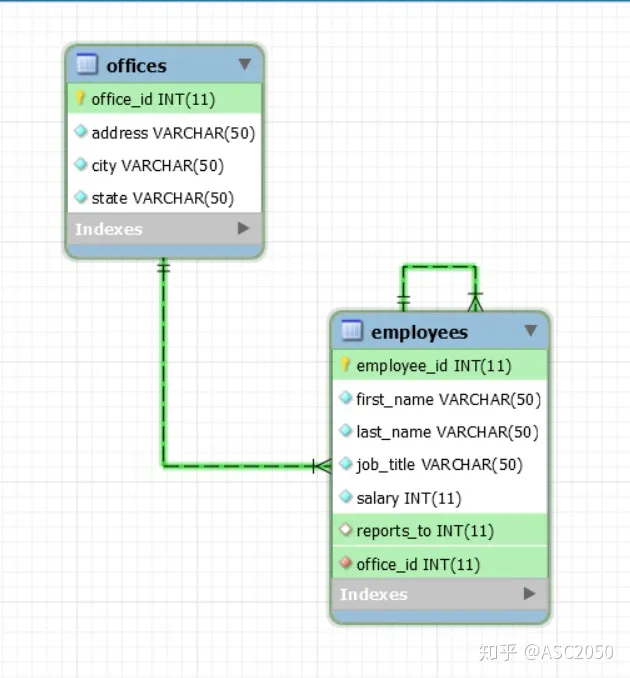 offices
office_id INT(11)
address VARCHAR(50)
city VARCHAR(50)
state VARCHAR(50)
Indexes
employees
employee_id INT(11)
first_name VARCHAR(50)
last_name VARCHAR(50)
job_title VARCHAR(50)
salary INT(11)
reports_to INT(11)
office_id INT(11)
Indexes
知乎 @ASC2050